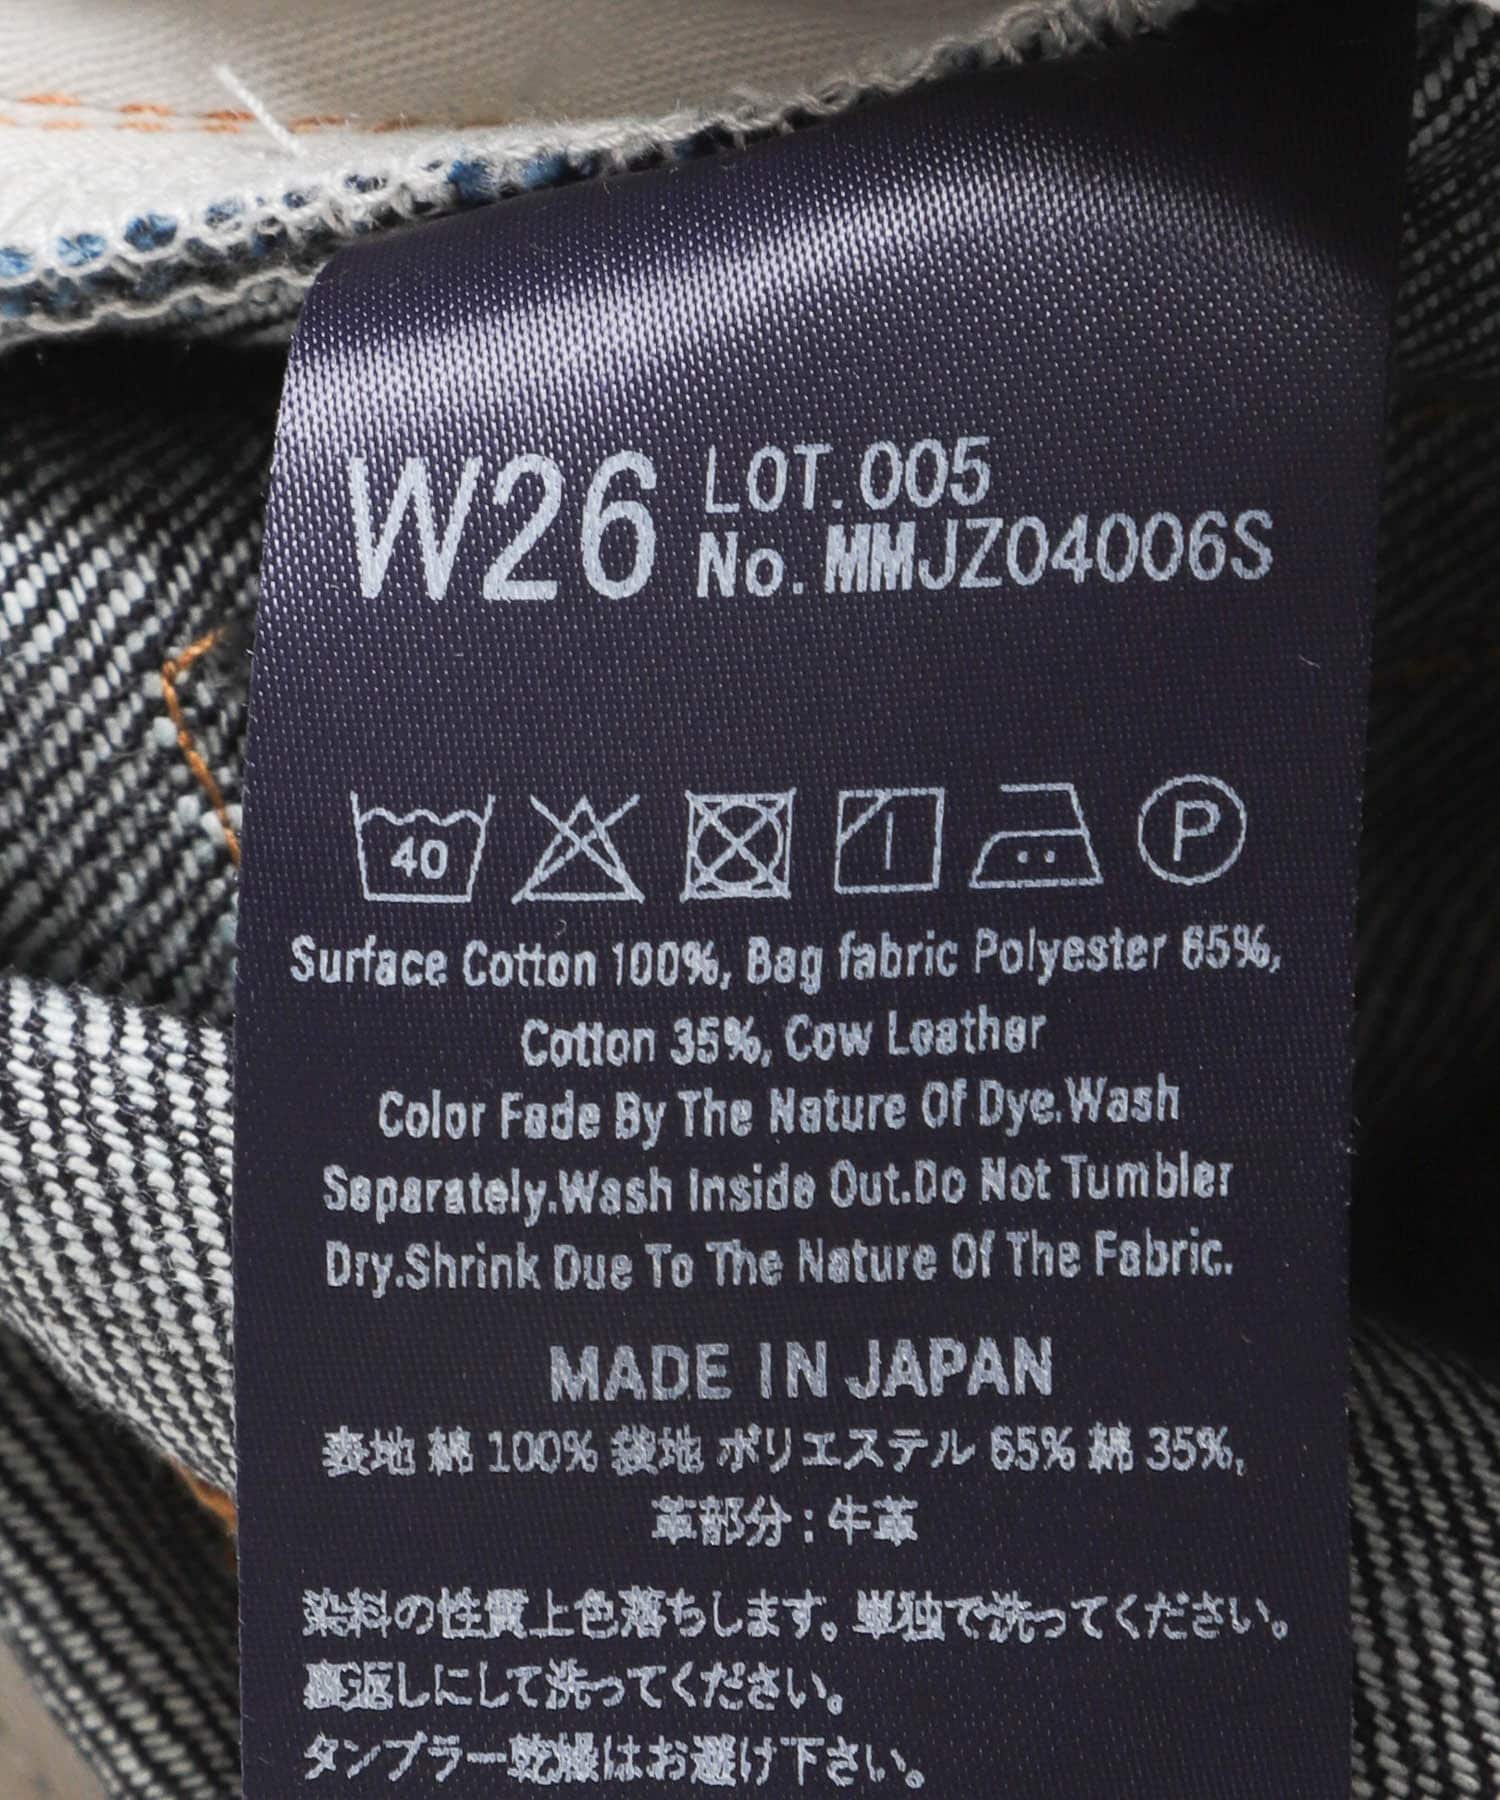 W26 LOT.005
No.MMJZ04006S
40 P
Surface Cotton 100%, Bag fabric Polyester 65%,
Cotton 35%, Cow Leather
Color Fade By The Nature Of Dye.Wash
Separately.Wash Inside Out.Do Not Tumbler
Dry.Shrink Due To The Nature Of The Fabric.
MADE IN JAPAN
表地 綿 100% 袋地 ポリエステル 65% 綿 35%,
革部分 : 牛革
染料の性質上色落ちします。単独で洗ってください。
裏返しにして洗ってください。
タンブラー乾燥はお避け下さい。